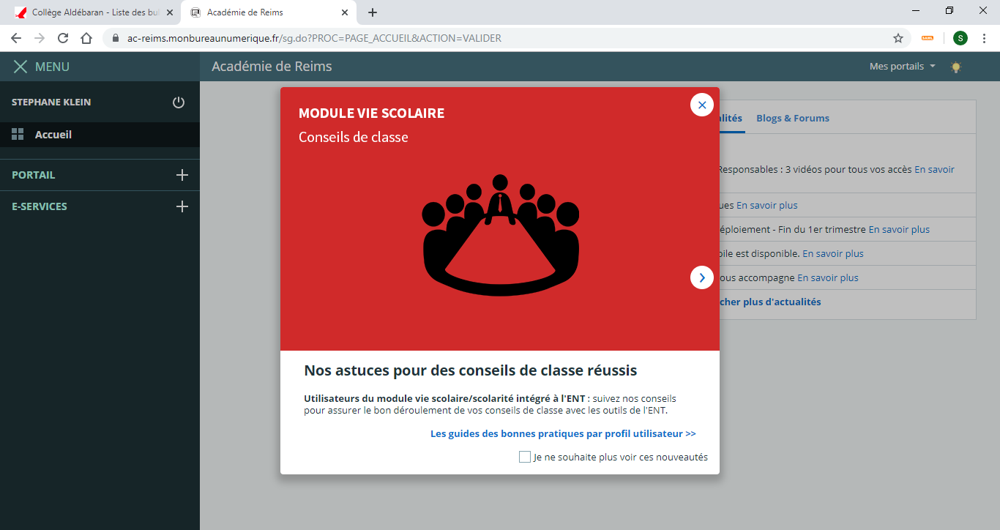 Collège Aldébaran - Liste des bul
Académie de Reims
ac-reims.monbureaunumerique.fr/sg.do?PROC=PAGE_ACCUEIL&ACTION=VALIDER
SAML
S
MENU
Académie de Reims
Mes portails
STEPHANE KLEIN
Accueil
PORTAIL
E-SERVICES
MODULE VIE SCOLAIRE
Conseils de classe
alités Blogs & Forums
Responsables : 3 vidéos pour tous vos accès En savoir
ues En savoir plus
éploiement - Fin du 1er trimestre En savoir plus
bile est disponible. En savoir plus
ous accompagne En savoir plus
cher plus d'actualités
Nos astuces pour des conseils de classe réussis
Utilisateurs du module vie scolaire/scolarité intégré à l'ENT : suivez nos conseils
pour assurer le bon déroulement de vos conseils de classe avec les outils de l'ENT.
Les guides des bonnes pratiques par profil utilisateur >>
Je ne souhaite plus voir ces nouveautés